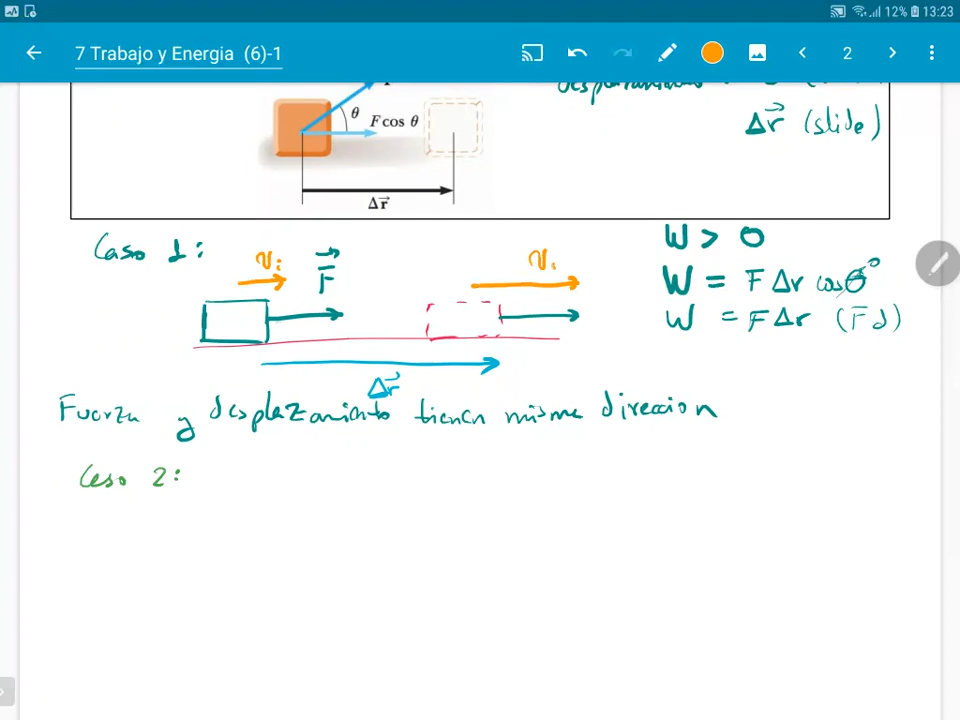 12% 13:23
7 Trabajo y Energia (6)-1
2
θ
F cos θ
Δr⃗ (slide)
Δr⃗
Caso 1:
W > 0
vi
F⃗
vi
W = F Δr cos θ°
W = F Δr (Fd)
Δr⃗
Fuerza y desplazamiento tienen misma direccion
Caso 2: